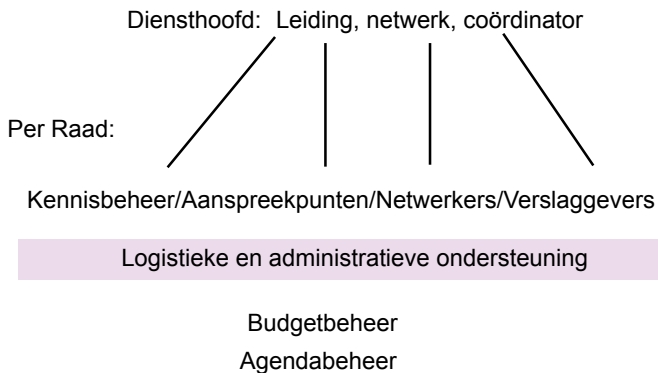 Diensthoofd: Leiding, netwerk, coördinator
Per Raad:
Kennisbeheer/Aanspreekpunten/Netwerkers/Verslaggevers
Logistieke en administratieve ondersteuning
Budgetbeheer
Agendabeheer